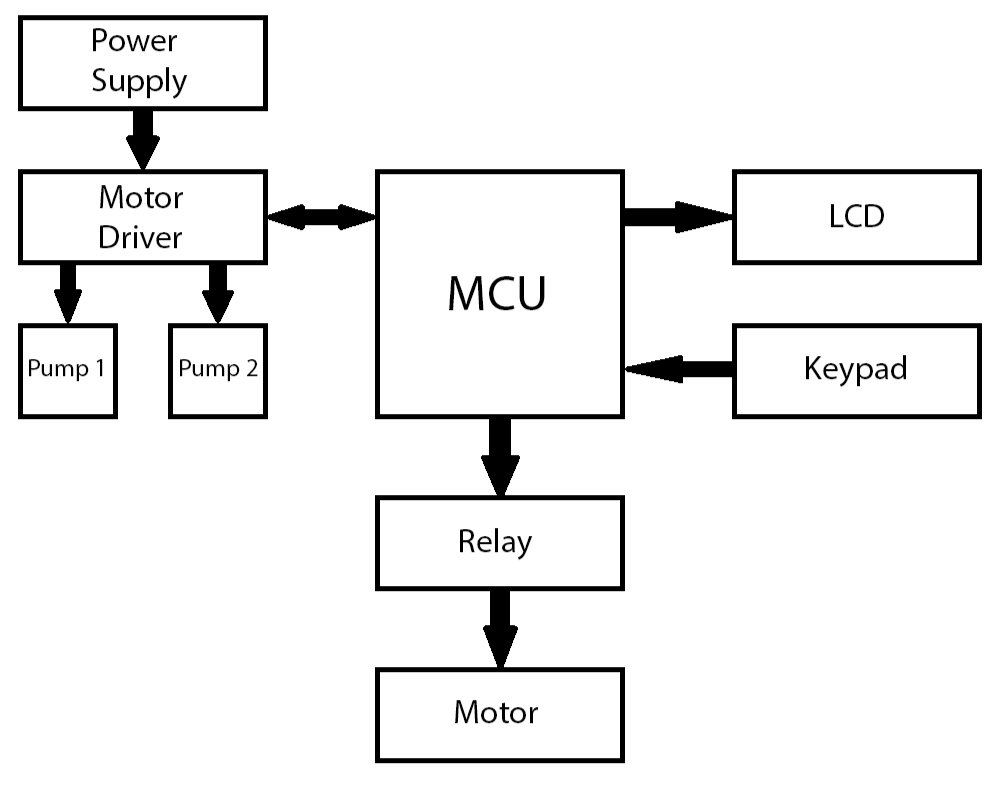 Power
Supply
Motor
Driver
Pump 1
Pump 2
MCU
LCD
Keypad
Relay
Motor